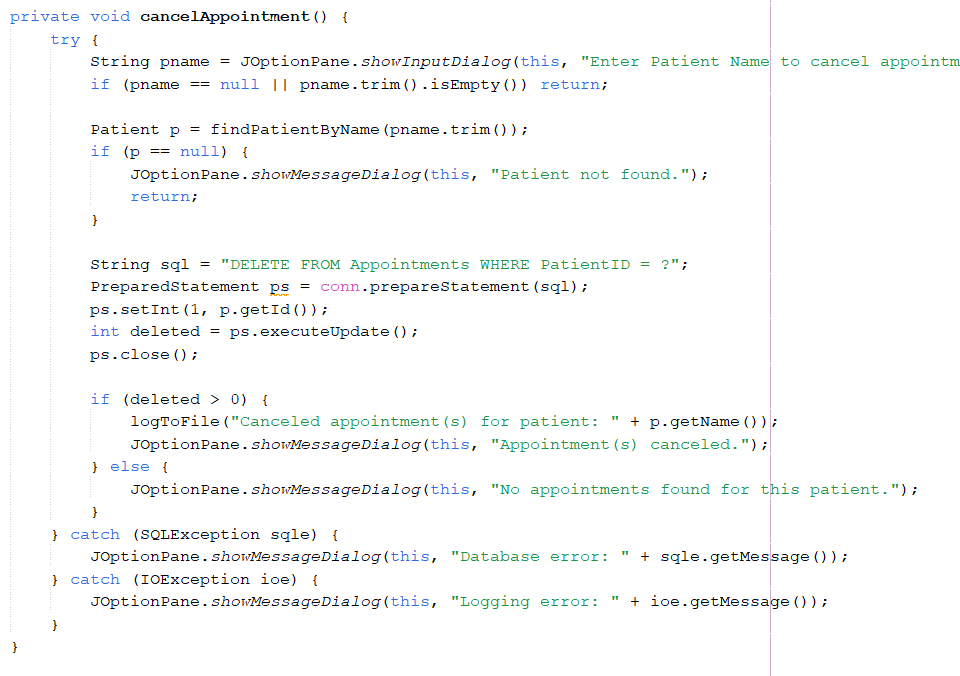 private void cancelAppointment() {
    try {
        String pname = JOptionPane.showInputDialog(this, "Enter Patient Name to cancel
        if (pname == null || pname.trim().isEmpty()) return;

        Patient p = findPatientByName(pname.trim());
        if (p == null) {
            JOptionPane.showMessageDialog(this, "Patient not found.");
            return;
        }

        String sql = "DELETE FROM Appointments WHERE PatientID = ?";
        PreparedStatement ps = conn.prepareStatement(sql);
        ps.setInt(1, p.getId());
        int deleted = ps.executeUpdate();
        ps.close();

        if (deleted > 0) {
            logToFile("Canceled appointment(s) for patient: " + p.getName());
            JOptionPane.showMessageDialog(this, "Appointment(s) canceled.");
        } else {
            JOptionPane.showMessageDialog(this, "No appointments found for this patient.");
        }
    } catch (SQLException sqle) {
        JOptionPane.showMessageDialog(this, "Database error: " + sqle.getMessage());
    } catch (IOException ioe) {
        JOptionPane.showMessageDialog(this, "Logging error: " + ioe.getMessage());
    }
}